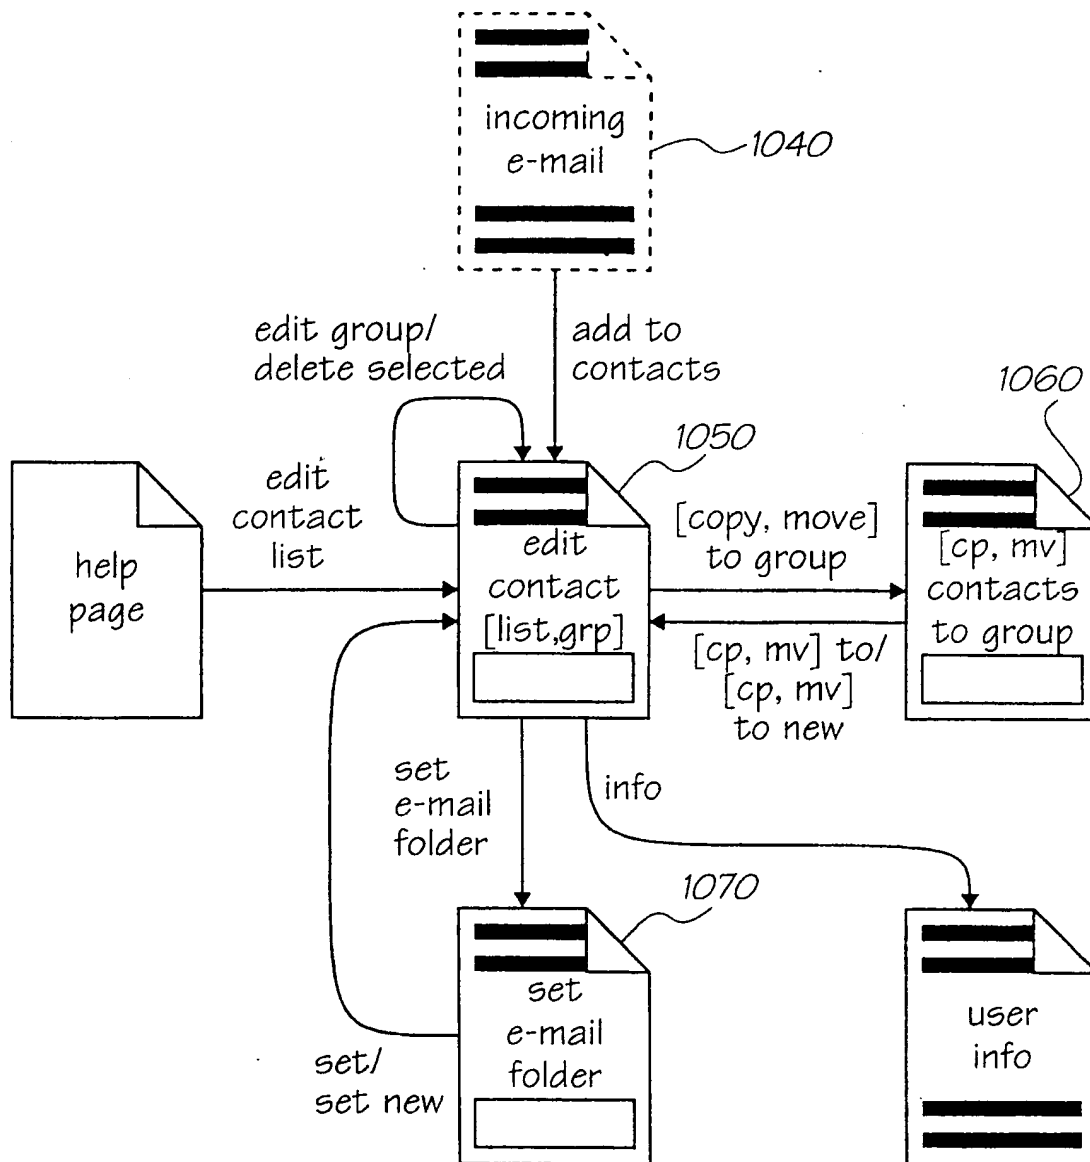 incoming
e-mail
1040
edit group/
delete selected
add to
contacts
1060
1050
help
page
edit
contact
list
edit
contact
[list,grp]
[copy, move]
to group
[cp, mv] to/
[cp, mv]
to new
[cp, mv]
contacts
to group
set
e-mail
folder
info
1070
set
e-mail
folder
set/
set new
user
info